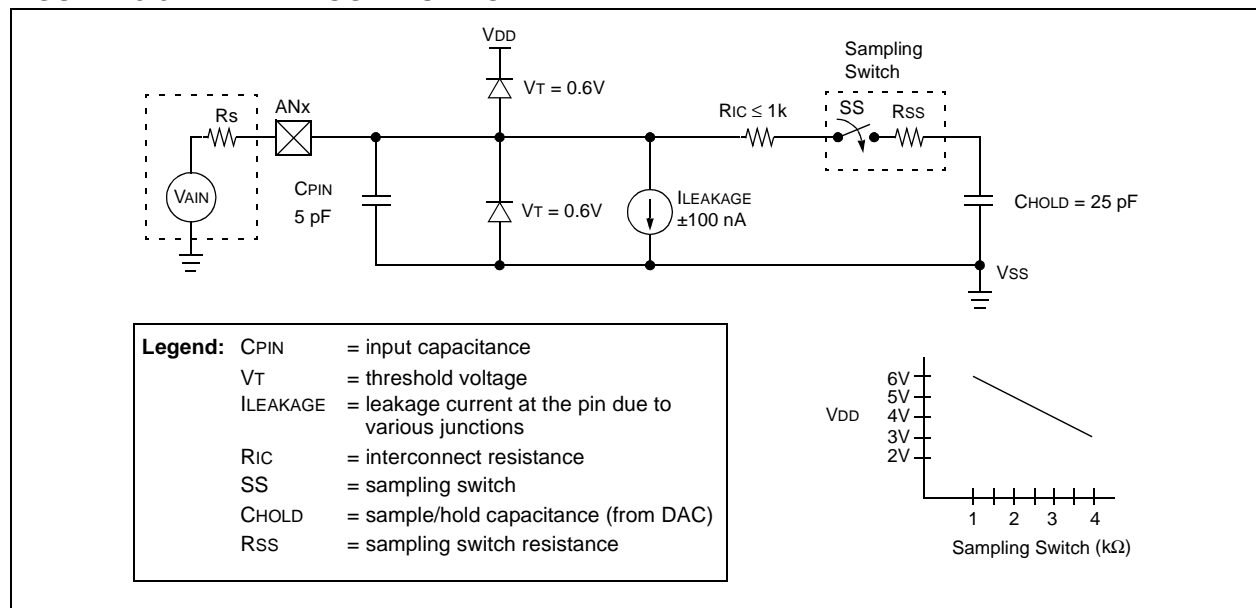 VDD
Sampling
Switch
VT = 0.6V
ANx
RS
RIC ≤ 1k
SS
RSS
VAIN
CPIN
5 pF
VT = 0.6V
ILEAKAGE
±100 nA
CHOLD = 25 pF
VSS
Legend: CPIN = input capacitance
VT = threshold voltage
ILEAKAGE = leakage current at the pin due to
various junctions
RIC = interconnect resistance
SS = sampling switch
CHOLD = sample/hold capacitance (from DAC)
RSS = sampling switch resistance
VDD
6V
5V
4V
3V
2V
1 2 3 4
Sampling Switch (kΩ)